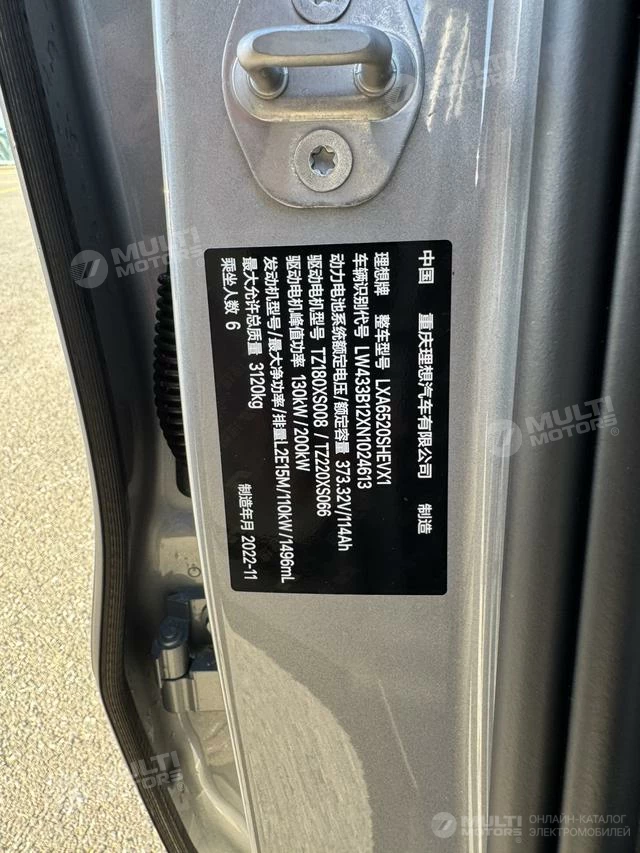 中国 重庆理想汽车有限公司 制造
理想牌 整车型号 LXA6520SHEVX1
车辆识别代号 LW433B12XN1024613
动力电池系统额定电压/额定容量 373.32V/114Ah
驱动电机型号 TZ180XS008 / TZ220XS066
驱动电机峰值功率 130kW/200kW
发动机型号/最大净功率/排量L2E15M/110kW/1496mL
最大允许总质量 3120kg
乘坐人数 6 制造年月 2022-11
MULTI MOTORS
MULTI MOTORS
MULTI MOTORS
MULTI MOTORS
MULTI MOTORS
ОНЛАЙН-КАТАЛОГ
ЭЛЕКТРОМОБИЛЕЙ